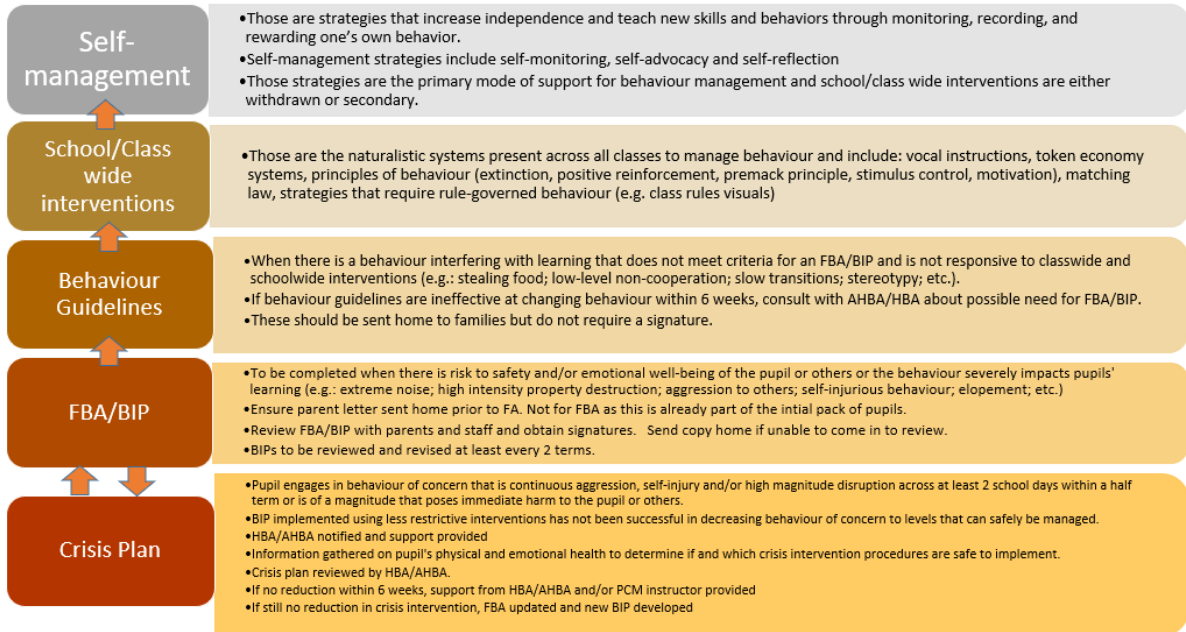 Self-
management
•Those are strategies that increase independence and teach new skills and behaviors through monitoring, recording, and
rewarding one's own behavior.
•Self-management strategies include self-monitoring, self-advocacy and self-reflection
•Those strategies are the primary mode of support for behaviour management and school/class wide interventions are either
withdrawn or secondary.
School/Class
wide
interventions
•Those are the naturalistic systems present across all classes to manage behaviour and include: vocal instructions, token economy
systems, principles of behaviour (extinction, positive reinforcement, premack principle, stimulus control, motivation), matching
law, strategies that require rule-governed behaviour (e.g. class rules visuals)
Behaviour
Guidelines
•When there is a behaviour interfering with learning that does not meet criteria for an FBA/BIP and is not responsive to classwide and
schoolwide interventions (e.g.: stealing food; low-level non-cooperation; slow transitions; stereotypy; etc.).
•If behaviour guidelines are ineffective at changing behaviour within 6 weeks, consult with AHBA/HBA about possible need for FBA/BIP.
•These should be sent home to families but do not require a signature.
FBA/BIP
•To be completed when there is risk to safety and/or emotional well-being of the pupil or others or the behaviour severely impacts pupils'
learning (e.g.: extreme noise; high intensity property destruction; aggression to others; self-injurious behaviour; elopement; etc.)
•Ensure parent letter sent home prior to FA. Not for FBA as this is already part of the intial pack of pupils.
•Review FBA/BIP with parents and staff and obtain signatures. Send copy home if unable to come in to review.
•BIPs to be reviewed and revised at least every 2 terms.
Crisis Plan
•Pupil engages in behaviour of concern that is continuous aggression, self-injury and/or high magnitude disruption across at least 2 school days within a half
term or is of a magnitude that poses immediate harm to the pupil or others.
•BIP implemented using less restrictive interventions has not been successful in decreasing behaviour of concern to levels that can safely be managed.
•HBA/AHBA notified and support provided
•Information gathered on pupil's physical and emotional health to determine if and which crisis intervention procedures are safe to implement.
•Crisis plan reviewed by HBA/AHBA.
•If no reduction within 6 weeks, support from HBA/AHBA and/or PCM instructor provided
•If still no reduction in crisis intervention, FBA updated and new BIP developed